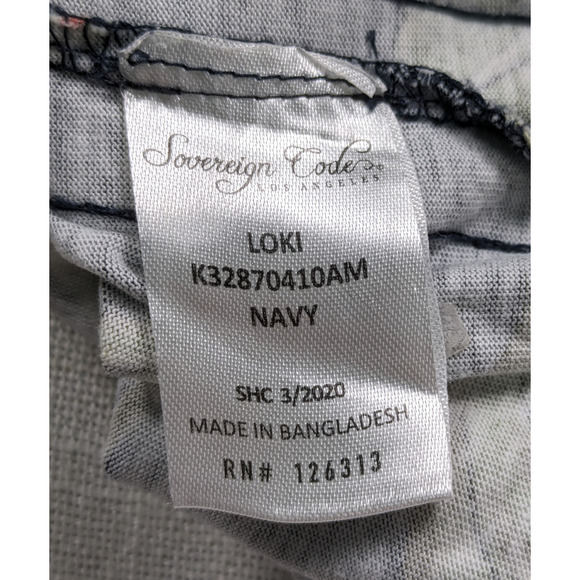 Sovereign Code
LOS ANGELES
LOKI
K32870410AM
NAVY
SHC 3/2020
MADE IN BANGLADESH
RN# 126313